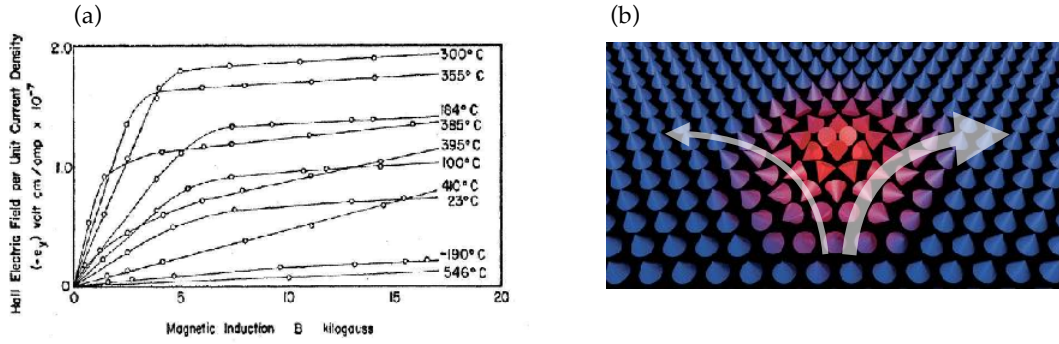 (a)
(b)
Hall Electric Field per Unit Current Density
(-ey) volt cm/amp x 10⁻⁷
2.0
1.0
0
300°C
355°C
184°C
385°C
395°C
100°C
410°C
23°C
-190°C
546°C
0 5 10 15 20
Magnetic Induction B kilogauss